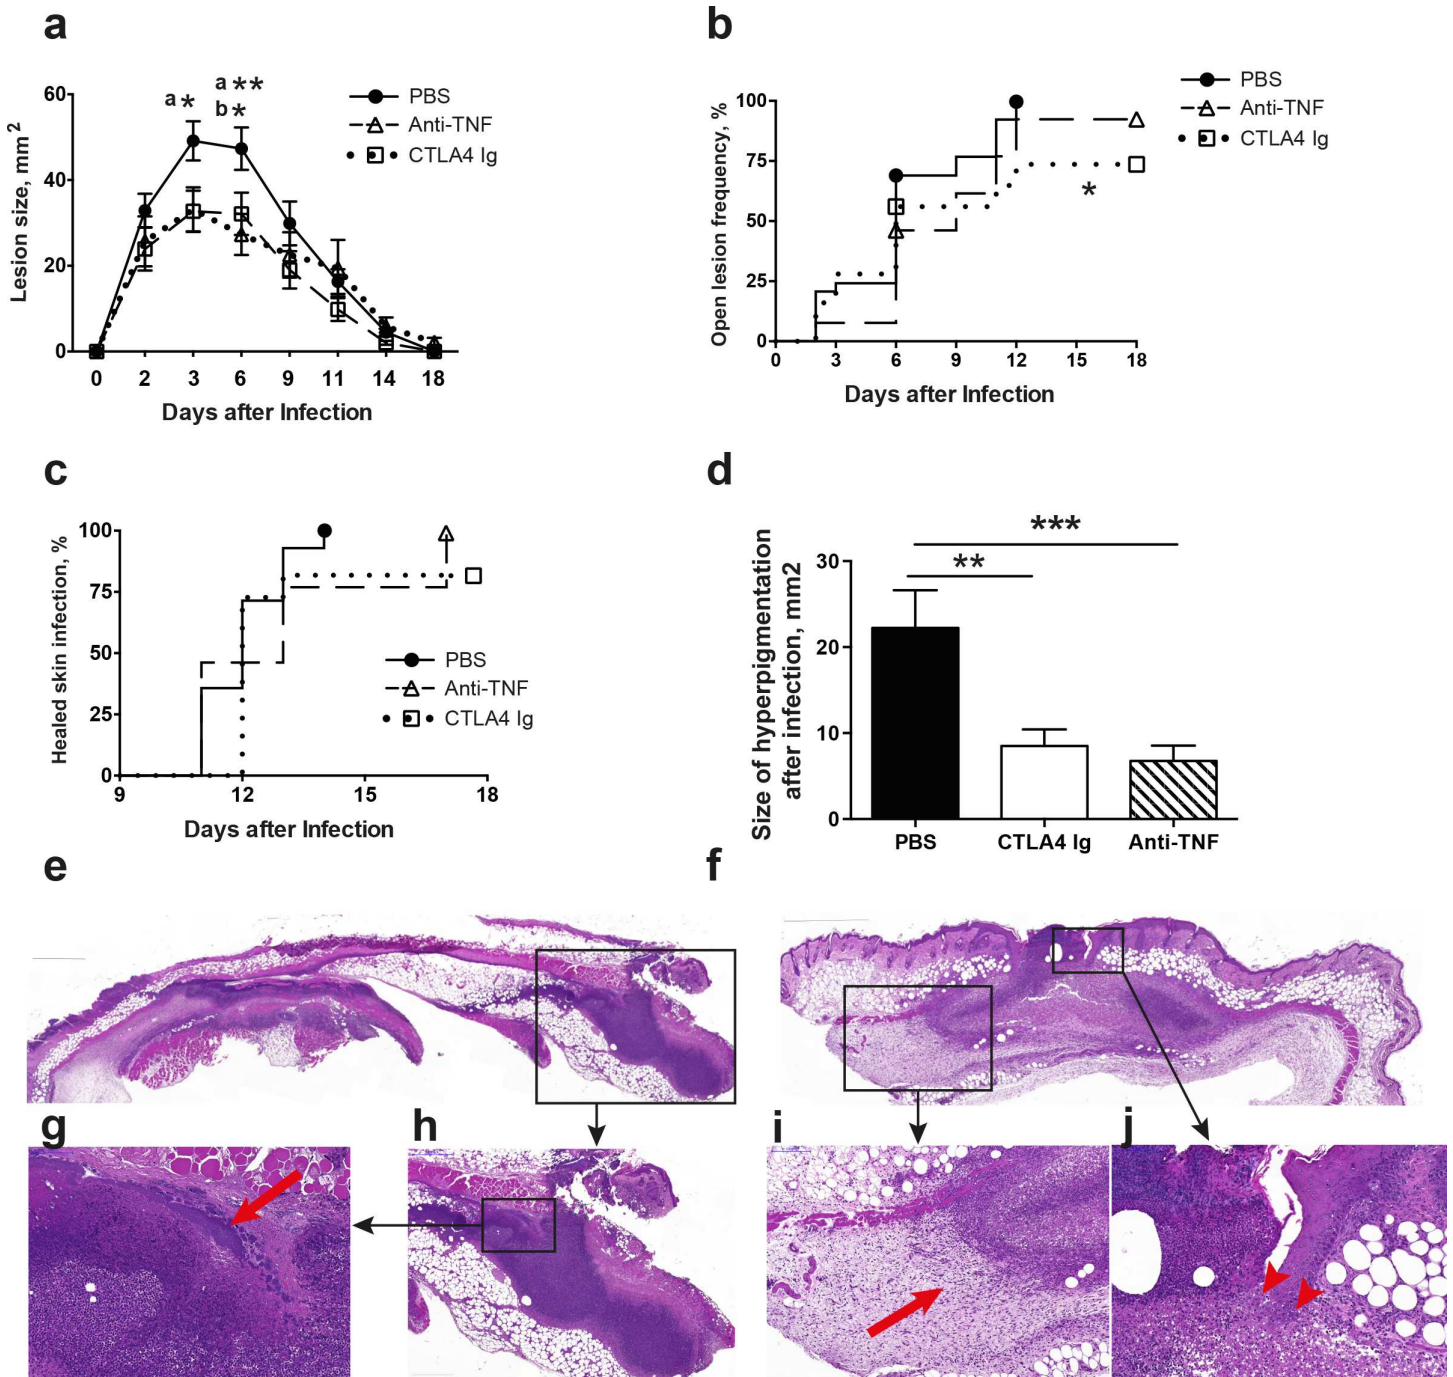 a
a *
a **
b *
PBS
Anti-TNF
CTLA4 Ig
Lesion size, mm2
60
40
20
0
0 2 3 6 9 11 14 18
Days after Infection
b
PBS
Anti-TNF
CTLA4 Ig
Open lesion frequency, %
100
75
50
25
0
*
0 3 6 9 12 15 18
Days after Infection
c
Healed skin infection, %
100
75
50
25
0
PBS
Anti-TNF
CTLA4 Ig
9 12 15 18
Days after Infection
d
***
**
Size of hyperpigmentation
after infection, mm2
30
20
10
0
PBS CTLA4 Ig Anti-TNF
e
f
g
h
i
j